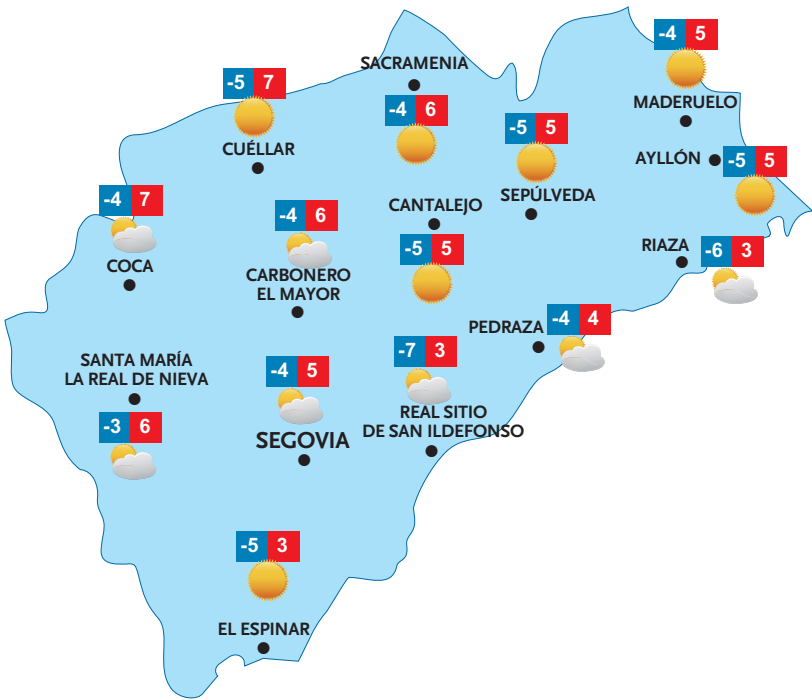 -4 5
MADERUELO
SACRAMENIA
-4 6
-5 7
CUÉLLAR
-5 5
SEPÚLVEDA
AYLLÓN
-5 5
-4 7
COCA
-4 6
CARBONERO
EL MAYOR
CANTALEJO
-5 5
RIAZA
-6 3
PEDRAZA
-4 4
SANTA MARÍA
LA REAL DE NIEVA
-3 6
-4 5
SEGOVIA
-7 3
REAL SITIO
DE SAN ILDEFONSO
-5 3
EL ESPINAR